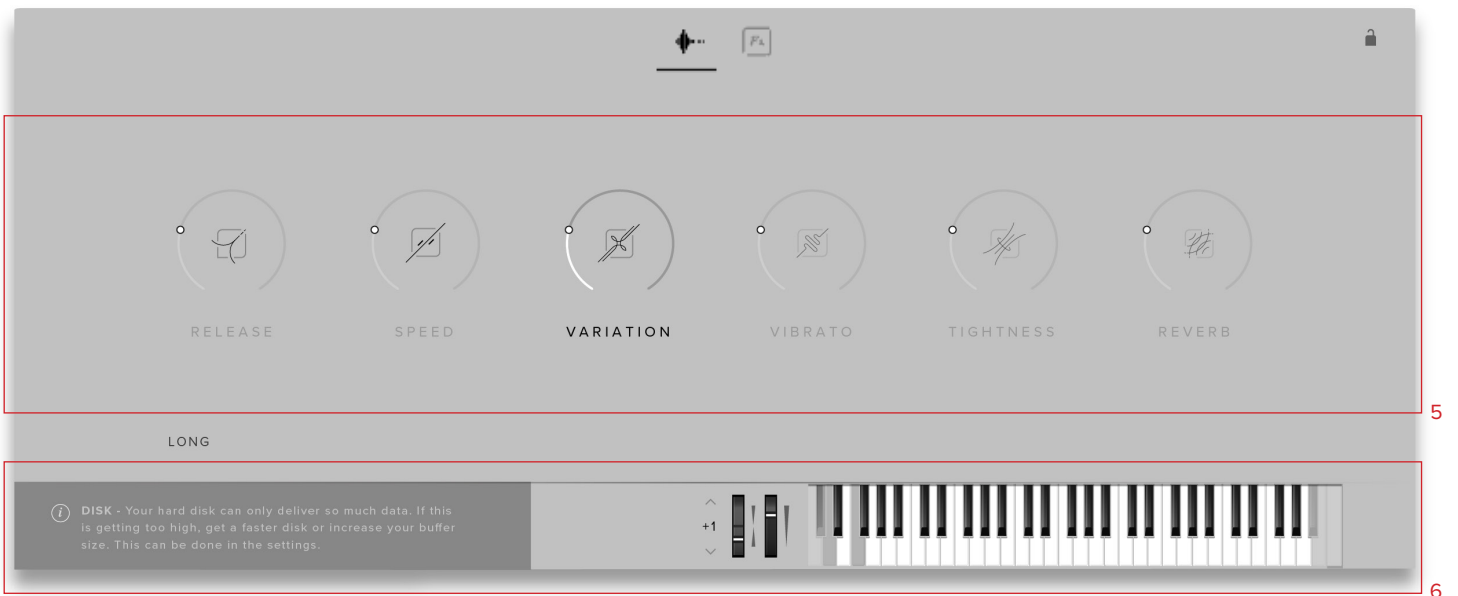 RELEASE
SPEED
VARIATION
VIBRATO
TIGHTNESS
REVERB
5
LONG
DISK - Your hard disk can only deliver so much data. If this
is getting too high, get a faster disk or increase your buffer
size. This can be done in the settings.
+1
6